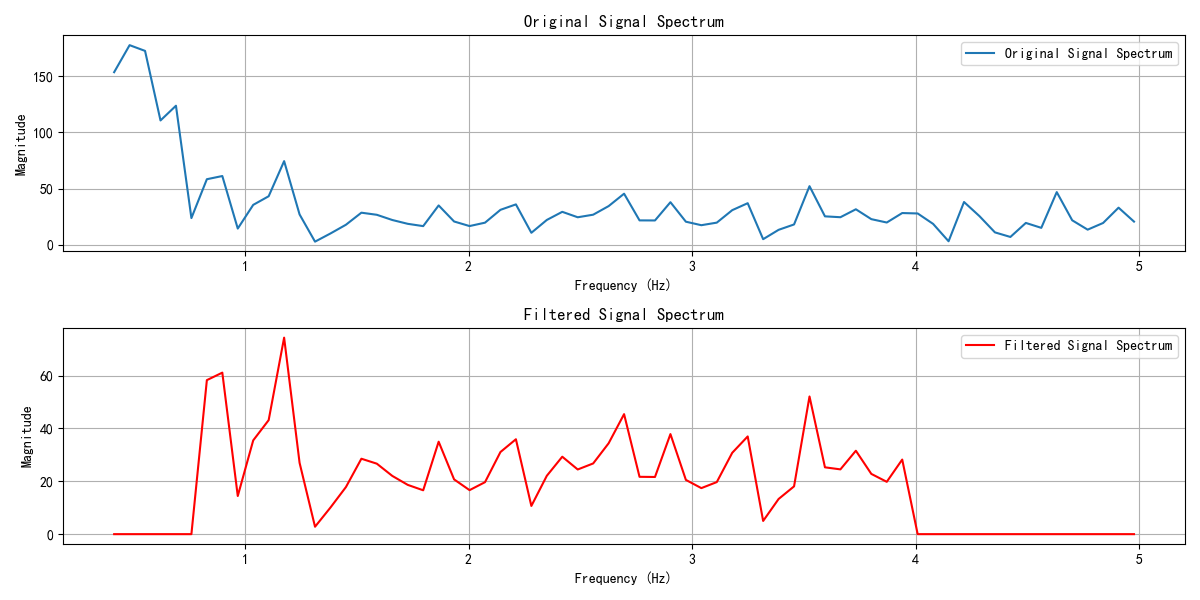 Original Signal Spectrum
Original Signal Spectrum
Magnitude
150
100
50
0
1 2 3 4 5
Frequency (Hz)
Filtered Signal Spectrum
Filtered Signal Spectrum
Magnitude
60
40
20
0
1 2 3 4 5
Frequency (Hz)